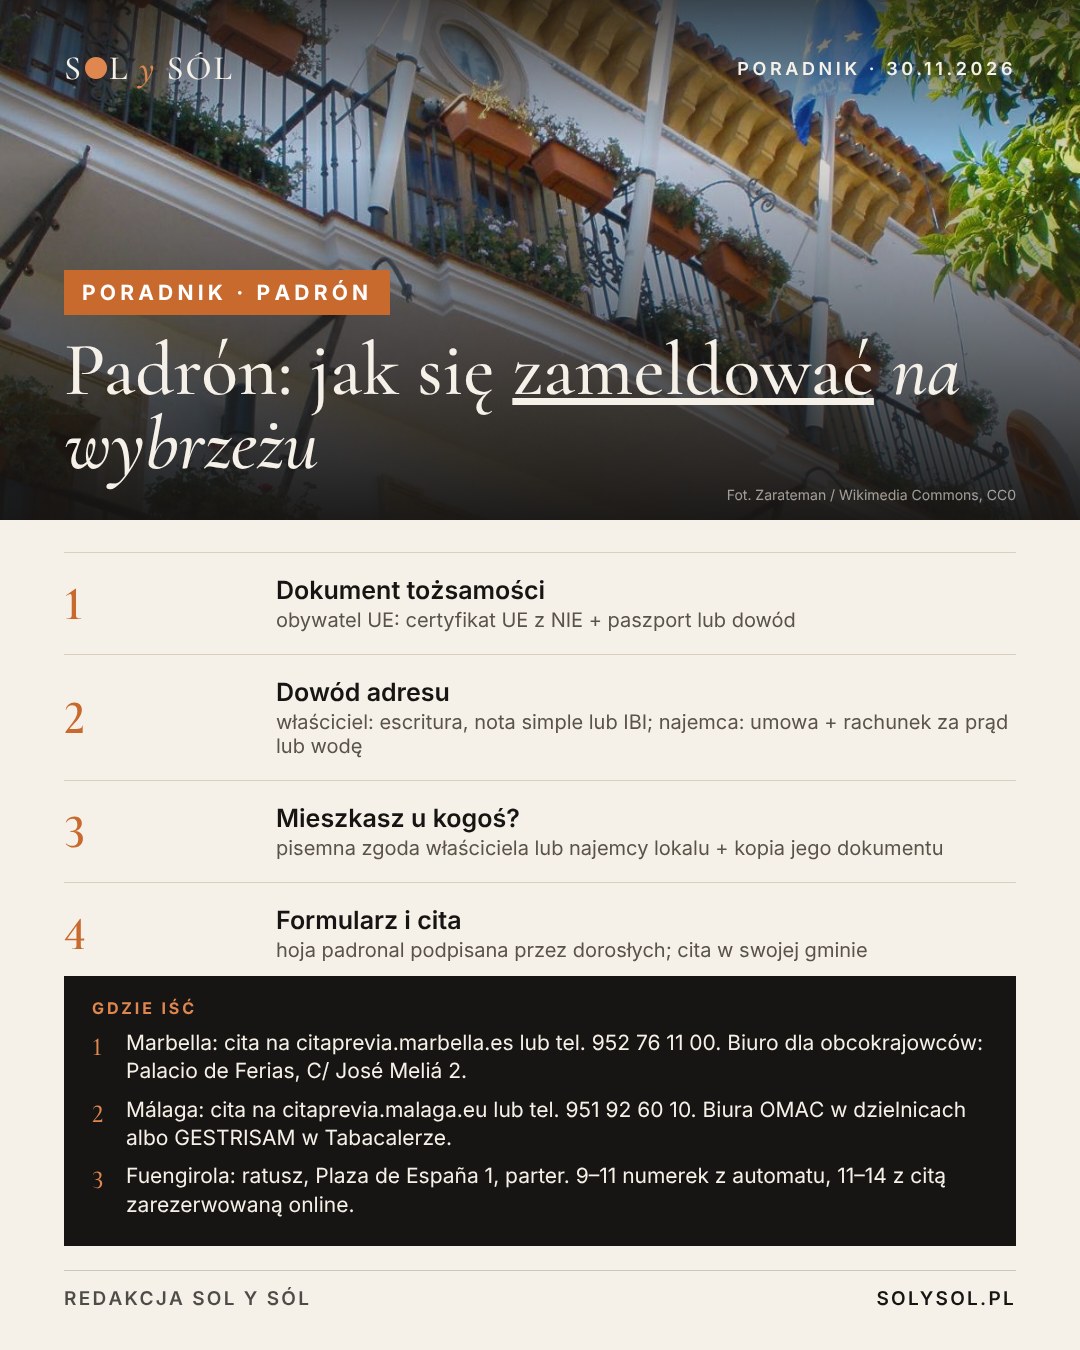 SOL y SÓL
PORADNIK · 30.11.2026
PORADNIK · PADRÓN
Padrón: jak się zameldować na
wybrzeżu
Fot. Zarateman / Wikimedia Commons, CC0
1
Dokument tożsamości
obywatel UE: certyfikat UE z NIE + paszport lub dowód
2
Dowód adresu
właściciel: escritura, nota simple lub IBI; najemca: umowa + rachunek za prąd
lub wodę
3
Mieszkasz u kogoś?
pisemna zgoda właściciela lub najemcy lokalu + kopia jego dokumentu
4
Formularz i cita
hoja padronal podpisana przez dorosłych; cita w swojej gminie
GDZIE IŚĆ
1 Marbella: cita na citaprevia.marbella.es lub tel. 952 76 11 00. Biuro dla obcokrajowców:
Palacio de Ferias, C/ José Meliá 2.
2 Málaga: cita na citaprevia.malaga.eu lub tel. 951 92 60 10. Biura OMAC w dzielnicach
albo GESTRISAM w Tabacalerze.
3 Fuengirola: ratusz, Plaza de España 1, parter. 9–11 numerek z automatu, 11–14 z citą
zarezerwowaną online.
REDAKCJA SOL Y SÓL
SOLYSOL.PL